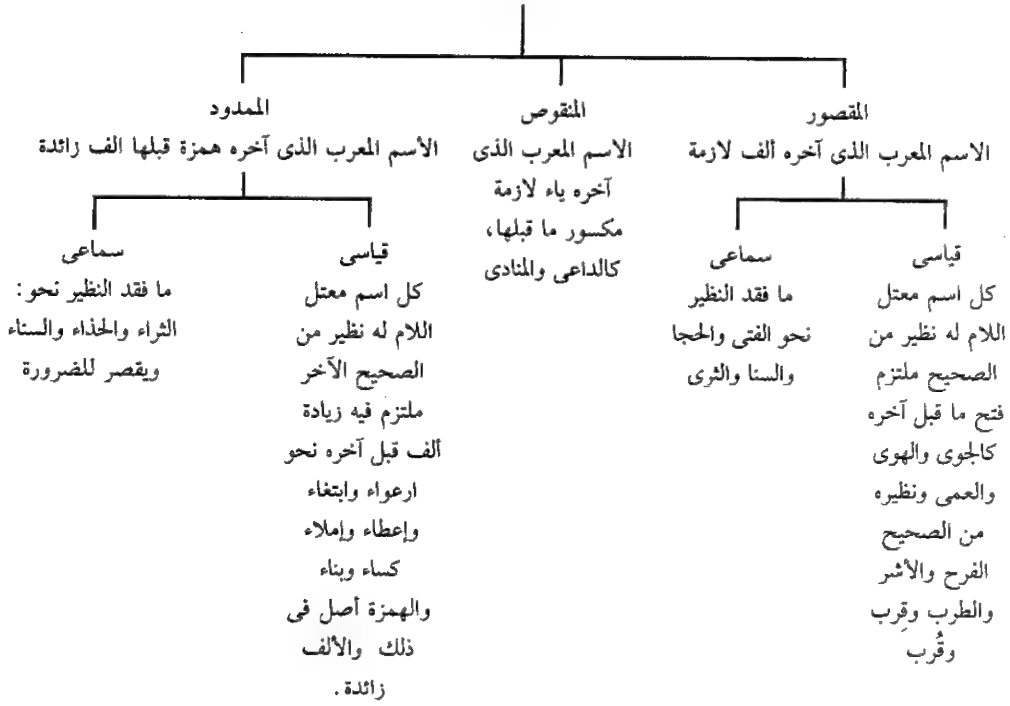 المقصور
الاسم المعرب الذى آخره ألف لازمة
قياسى
كل اسم معتل
اللام له نظير من
الصحيح ملتزم
فتح ما قبل آخره
كالجوى والهوى
والعمى ونظيره
من الصحيح
الفرح والأشر
والطرب وقِرب
وقُرب
سماعى
ما فقد النظير
نحو الفتى والحجا
والسنا والثرى
المنقوص
الاسم المعرب الذى
آخره ياء لازمة
مكسور ما قبلها،
كالداعى والمنادى
الممدود
الأسم المعرب الذى آخره همزة قبلها الف زائدة
قياسى
كل اسم معتل
اللام له نظير من
الصحيح الآخر
ملتزم فيه زيادة
ألف قبل آخره نحو
ارعواء وابتغاء
وإعطاء وإملاء
كساء وبناء
والهمزة أصل فى
ذلك والألف
زائدة .
سماعى
ما فقد النظير نحو :
الثراء والحذاء والسناء
ويقصر للضرورة